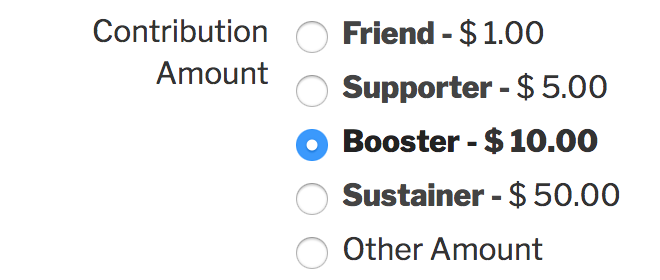 Contribution
Amount
Friend - $ 1.00
Supporter - $ 5.00
Booster - $ 10.00
Sustainer - $ 50.00
Other Amount